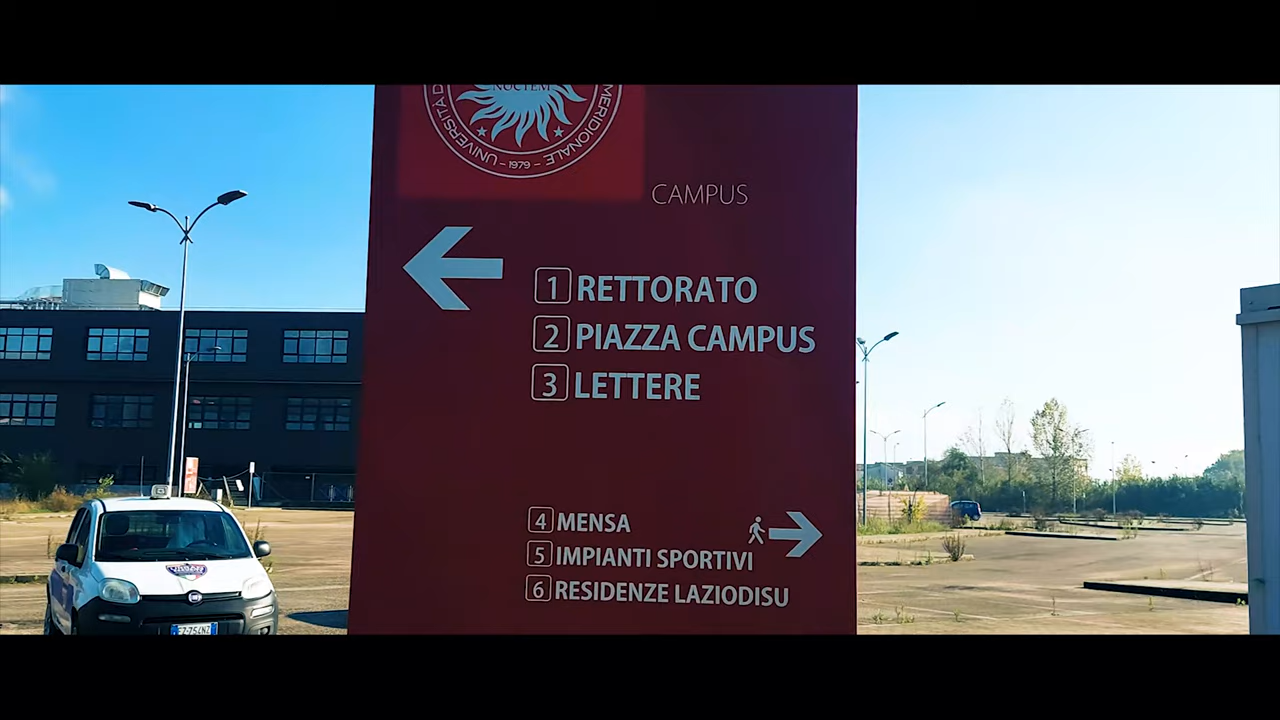 NOCTEM
UNIVERSITÀ D
– 1979 –
MERIDIONALE
CAMPUS
1 RETTORATO
2 PIAZZA CAMPUS
3 LETTERE
4 MENSA
5 IMPIANTI SPORTIVI
6 RESIDENZE LAZIODISU